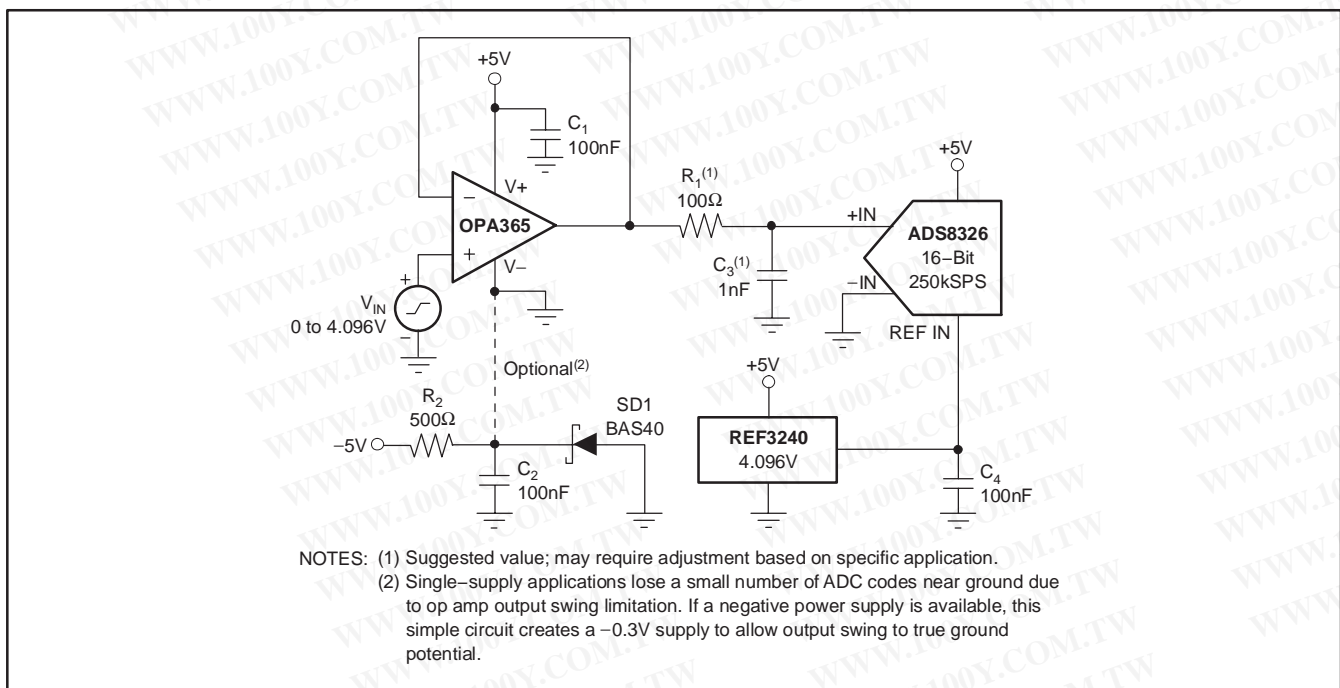 +5V
C1
100nF
V+
−
OPA365
+
V−
+
VIN
0 to 4.096V
−
R1(1)
100Ω
C3(1)
1nF
+5V
+IN
ADS8326
16−Bit
250kSPS
−IN
REF IN
Optional(2)
R2
500Ω
−5V
C2
100nF
SD1
BAS40
+5V
REF3240
4.096V
C4
100nF
NOTES: (1) Suggested value; may require adjustment based on specific application.
(2) Single−supply applications lose a small number of ADC codes near ground due
to op amp output swing limitation. If a negative power supply is available, this
simple circuit creates a −0.3V supply to allow output swing to true ground
potential.
WWW.100Y.COM.TW